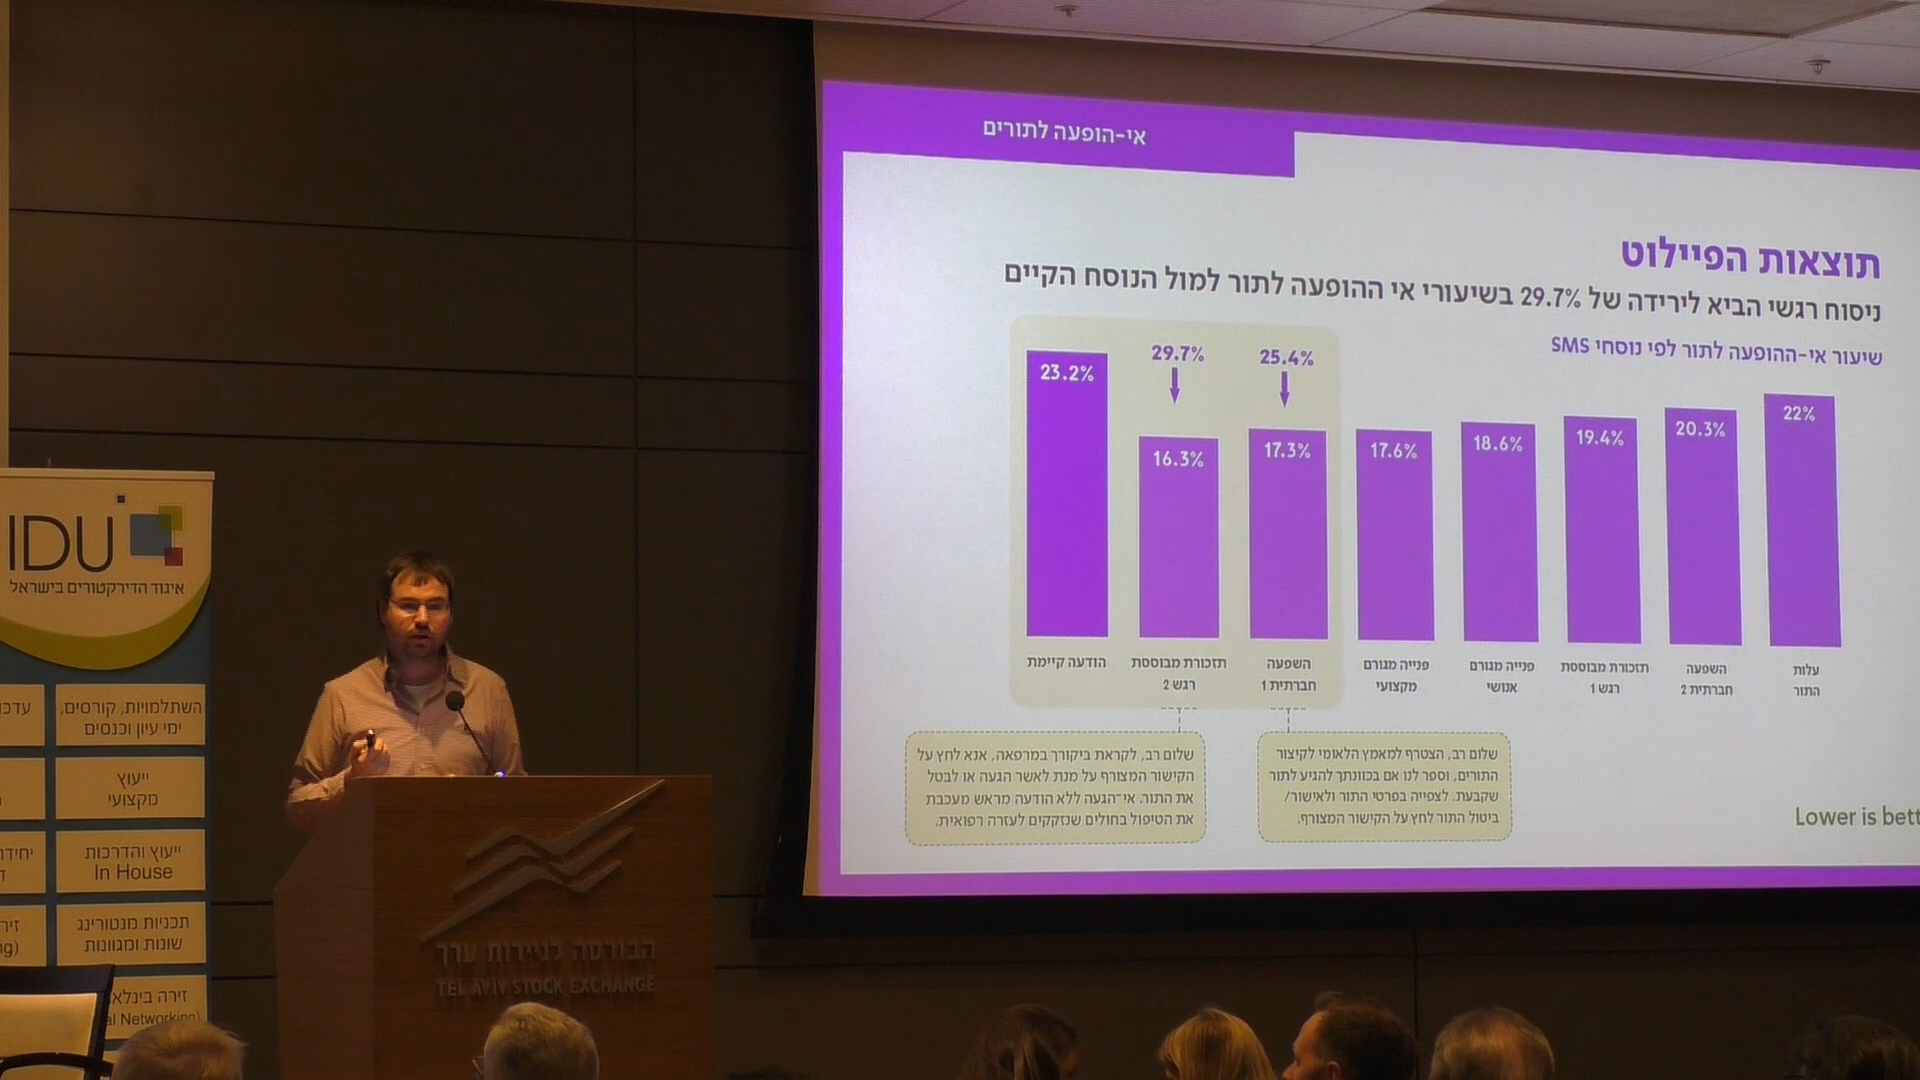 אי-הופעה לתורים
תוצאות הפיילוט
ניסוח רגשי הביא לירידה של 29.7% בשיעורי אי ההופעה לתור למול הנוסח הקיים
שיעור אי-ההופעה לתור לפי נוסחי SMS
29.7%
25.4%
23.2%
16.3%
17.3%
17.6%
18.6%
19.4%
20.3%
22%
הודעה קיימת
תזכורת מבוססת
רגש 2
השפעה
חברתית 1
פנייה מגורם
מקצועי
פנייה מגורם
אנושי
תזכורת מבוססת
רגש 1
השפעה
חברתית 2
עלות
התור
שלום רב, לקראת ביקורך במרפאה, אנא לחץ על
הקישור המצורף על מנת לאשר הגעה או לבטל
את התור. אי-הגעה ללא הודעה מראש מעכבת
את הטיפול בחולים שנזקקים לעזרה רפואית.
שלום רב, הצטרף למאמץ הלאומי לקיצור
התורים, וספר לנו אם בכוונתך להגיע לתור
שקבעת. לצפייה בפרטי התור ולאישור/
ביטול התור לחץ על הקישור המצורף.
Lower is bett
IDU
איגוד הדירקטורים בישראל
השתלמויות, קורסים,
ימי עיון וכנסים
ייעוץ
מקצועי
ייעוץ והדרכות
In House
תכניות מנטורינג
שונות ומגוונות
זירה בינלא
al Networking)
הבורסה לניירות ערך
TEL AVIV STOCK EXCHANGE